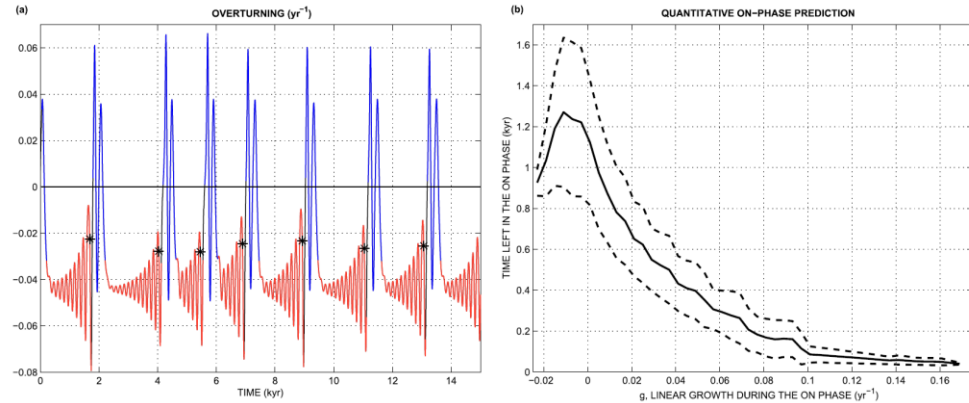 (a)
OVERTURNING (yr−1)
0.06
0.04
0.02
0
−0.02
−0.04
−0.06
−0.08
0 2 4 6 8 10 12 14
TIME (kyr)
(b)
QUANTITATIVE ON−PHASE PREDICTION
TIME LEFT IN THE ON PHASE (kyr)
1.6
1.4
1.2
1
0.8
0.6
0.4
0.2
0
−0.02 0 0.02 0.04 0.06 0.08 0.1 0.12 0.14 0.16
g, LINEAR GROWTH DURING THE ON PHASE (yr−1)